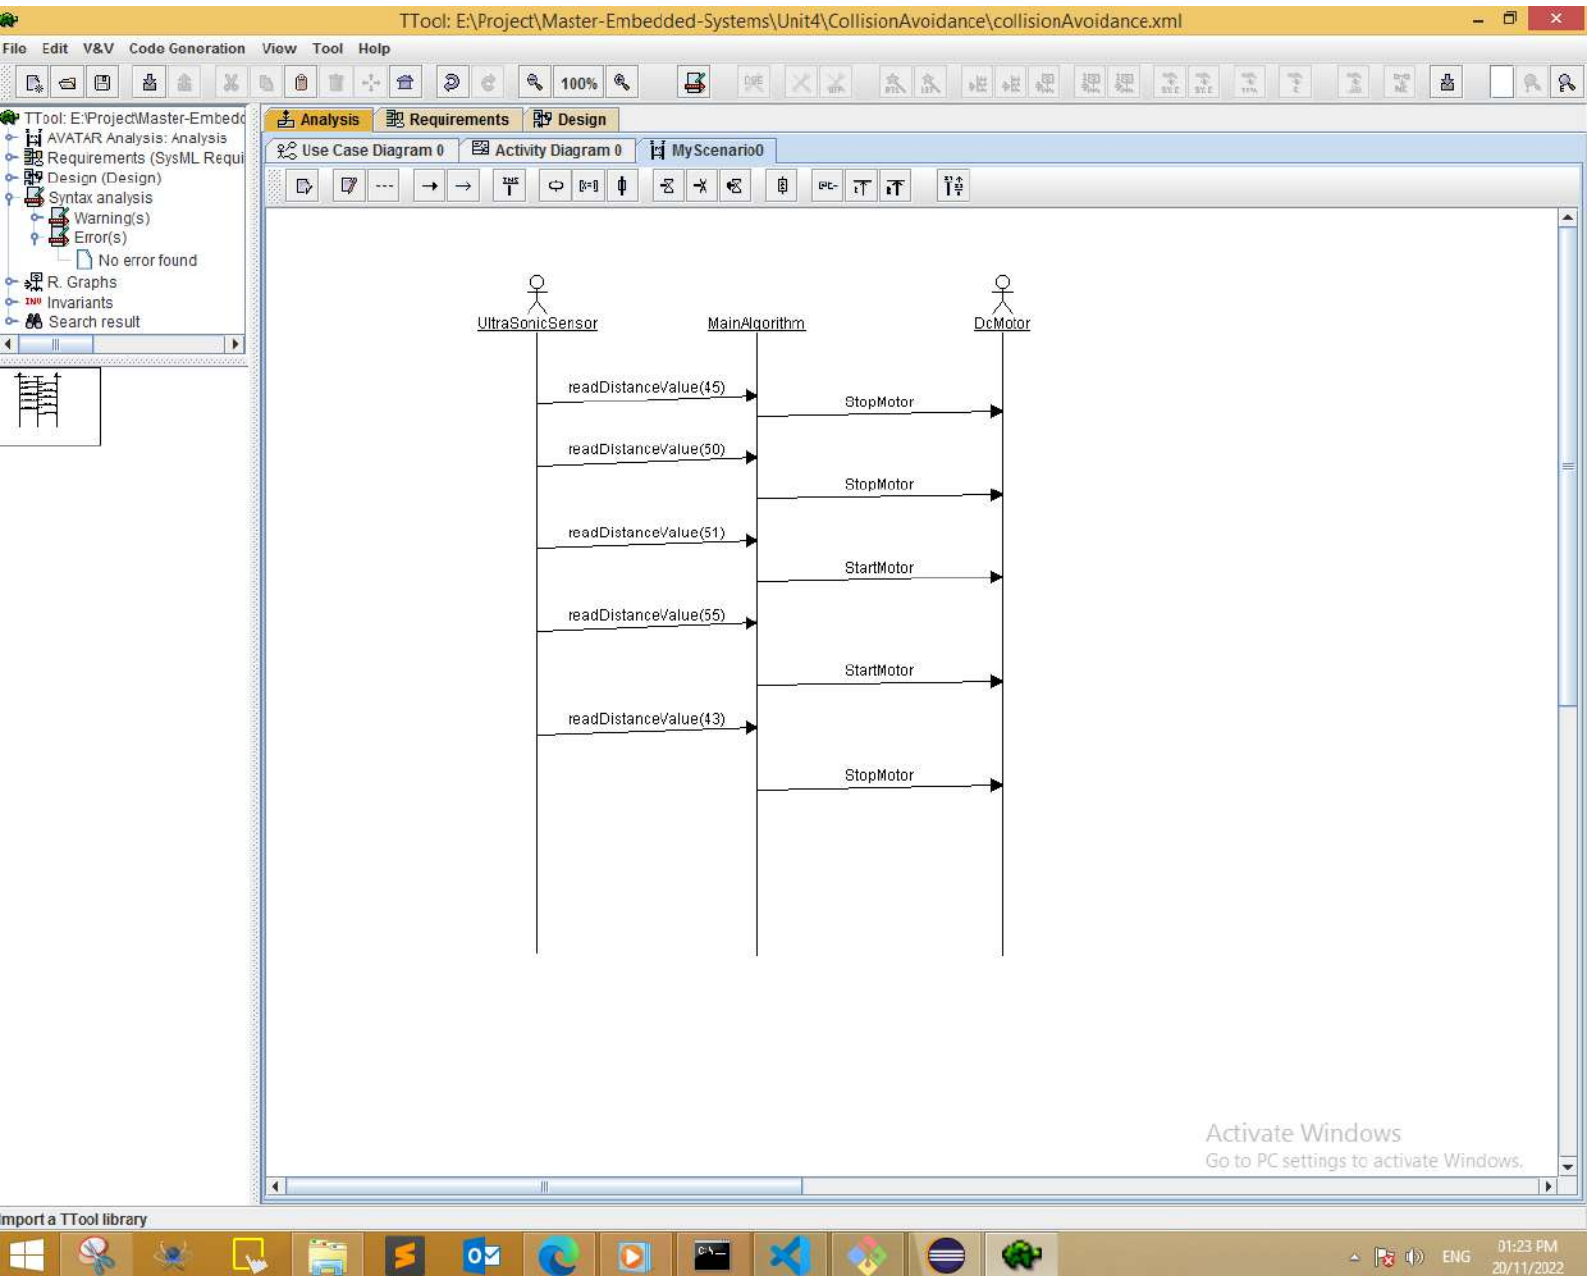 TTool: E:\Project\Master-Embedded-Systems\Unit4\CollisionAvoidance\collisionAvoidance.xml
File Edit V&V Code Generation View Tool Help
100%
TTool: E:\Project\Master-Embedd
AVATAR Analysis: Analysis
Requirements (SysML Requi
Design (Design)
Syntax analysis
Warning(s)
Error(s)
No error found
R. Graphs
INV Invariants
Search result
Analysis Requirements Design
Use Case Diagram 0 Activity Diagram 0 MyScenario0
UltraSonicSensor MainAlgorithm DcMotor
readDistanceValue(45)
StopMotor
readDistanceValue(50)
StopMotor
readDistanceValue(51)
StartMotor
readDistanceValue(55)
StartMotor
readDistanceValue(43)
StopMotor
Activate Windows
Go to PC settings to activate Windows.
Import a TTool library
ENG
01:23 PM
20/11/2022